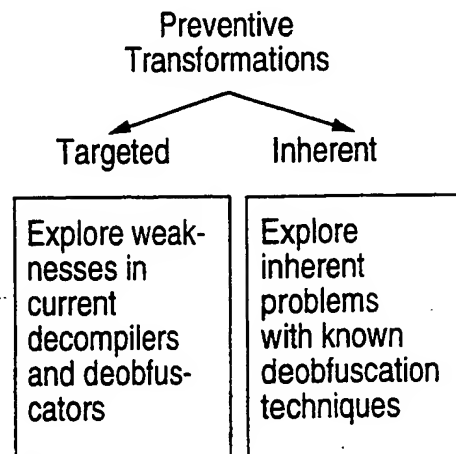 Preventive
Transformations
Targeted
Inherent
Explore weak-
nesses in
current
decompilers
and deobfus-
cators
Explore
inherent
problems
with known
deobfuscation
techniques